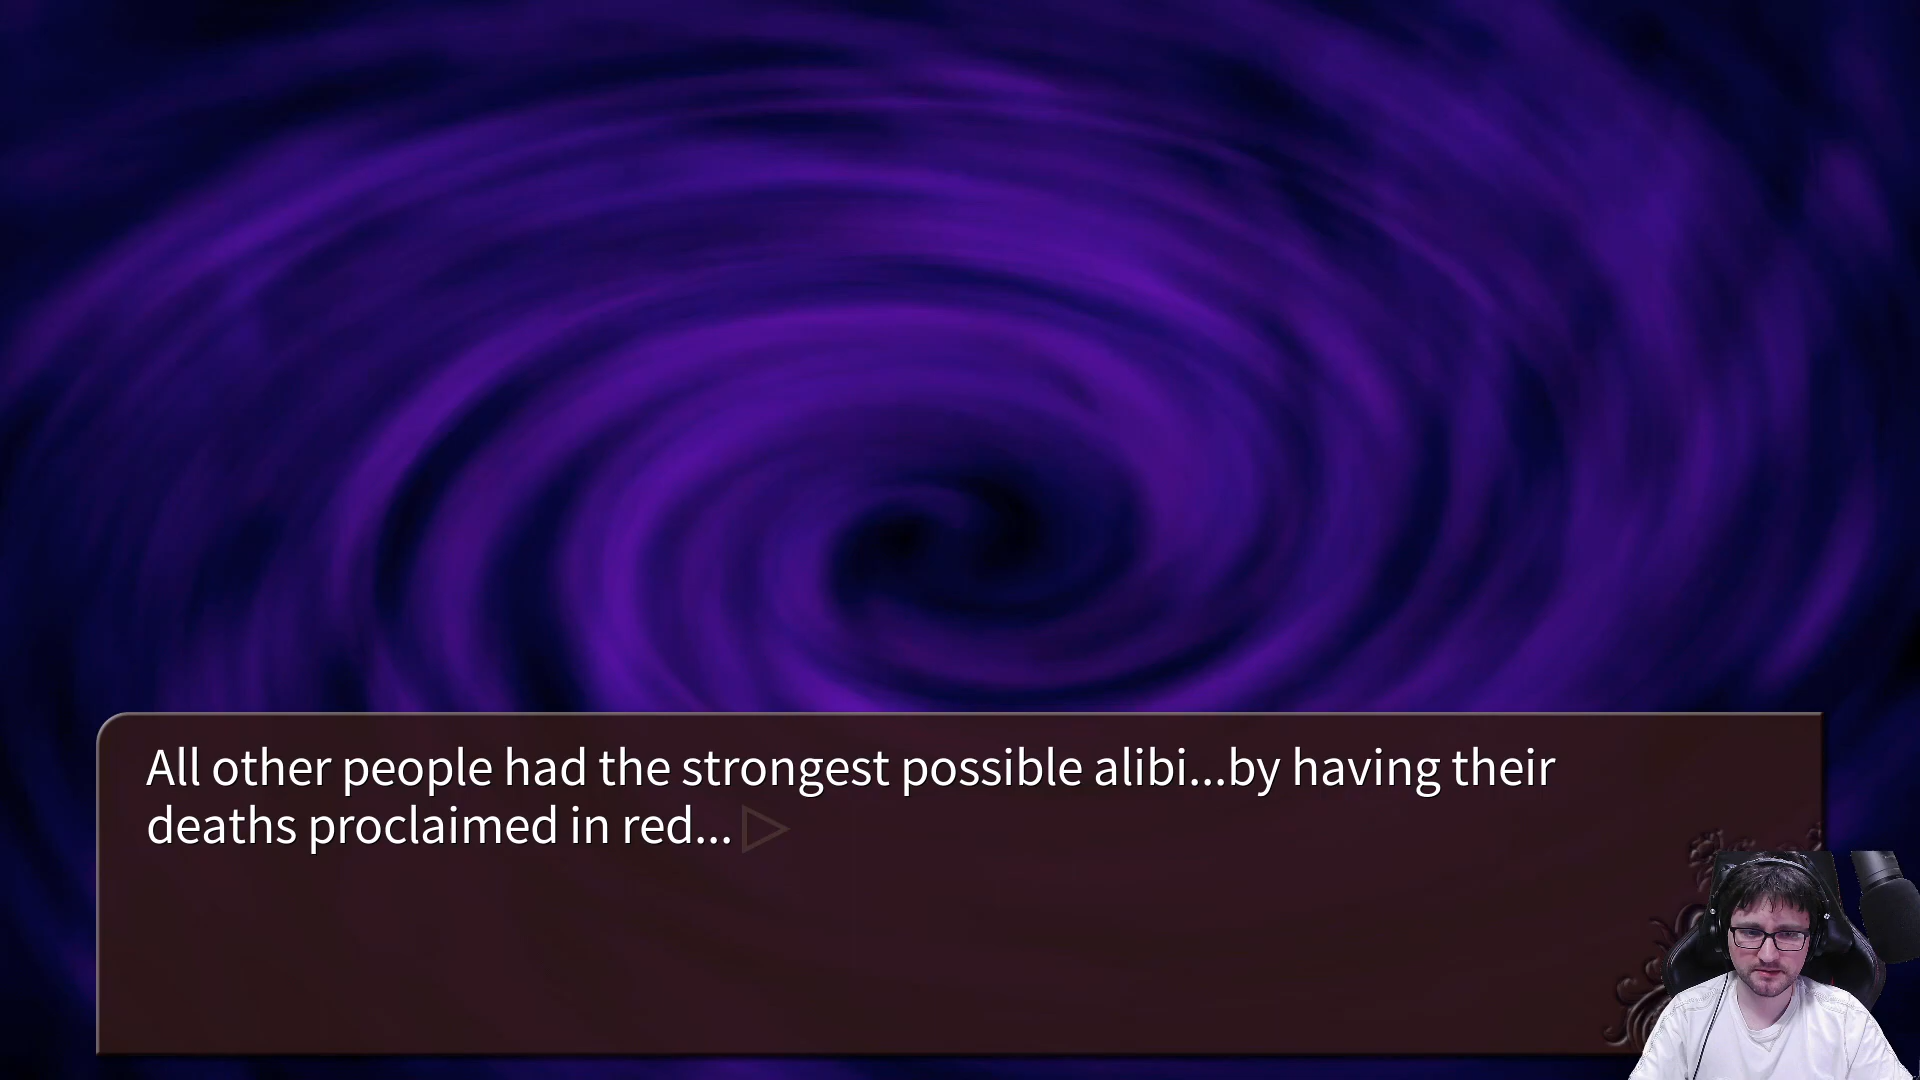 All other people had the strongest possible alibi...by having their
deaths proclaimed in red...